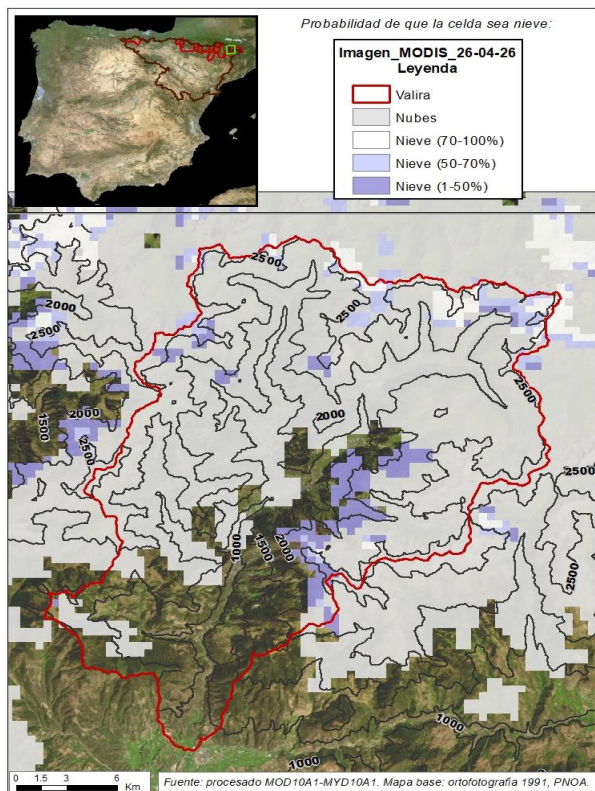 Probabilidad de que la celda sea nieve:
Imagen_MODIS_26-04-26
Leyenda
Valira
Nubes
Nieve (70-100%)
Nieve (50-70%)
Nieve (1-50%)
2500
2000
2500
2500
2500
2000
1500
2500
2000
2500
2500
1000
1500
2000
2500
1000
1000
0 1.5 3 6
Km
Fuente: procesado MOD10A1-MYD10A1. Mapa base: ortofotografia 1991, PNOA.